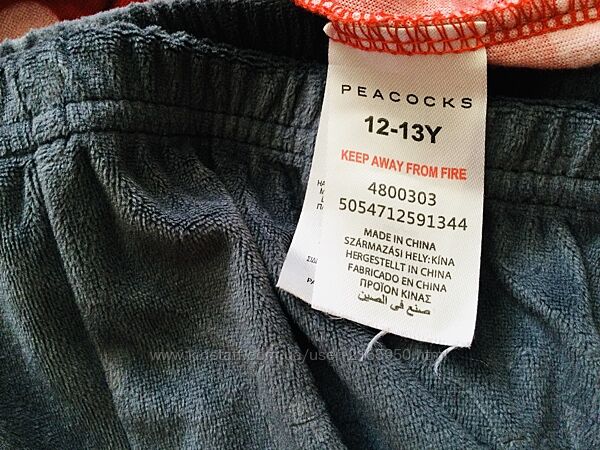 PEACOCKS
12-13Y
KEEP AWAY FROM FIRE
4800303
5054712591344
MADE IN CHINA
SZÁRMAZÁSI HELY:KÍNA
HERGESTELLT IN CHINA
FABRICADO EN CHINA
ΠΡΟΪΟΝ ΚΙΝΑΣ
صنع في الصين